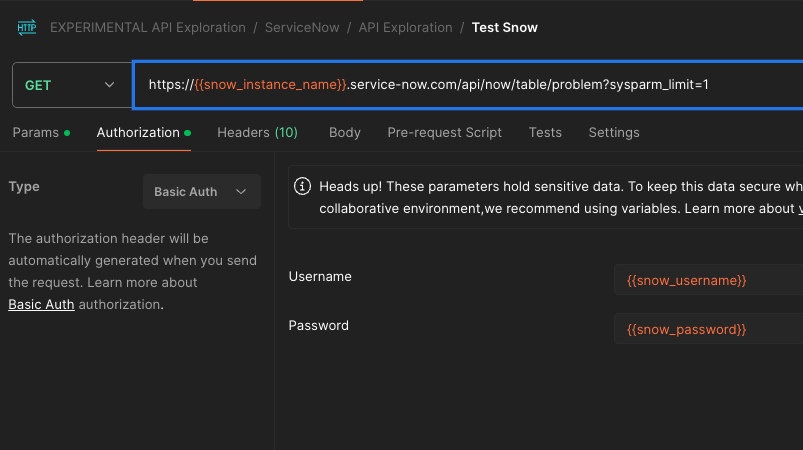 HTTP EXPERIMENTAL API Exploration / ServiceNow / API Exploration / Test Snow
GET https://{{snow_instance_name}}.service-now.com/api/now/table/problem?sysparm_limit=1
Params Authorization Headers (10) Body Pre-request Script Tests Settings
Type Basic Auth
The authorization header will be
automatically generated when you send
the request. Learn more about
Basic Auth authorization.
Heads up! These parameters hold sensitive data. To keep this data secure wh
collaborative environment,we recommend using variables. Learn more about
Username {{snow_username}}
Password {{snow_password}}